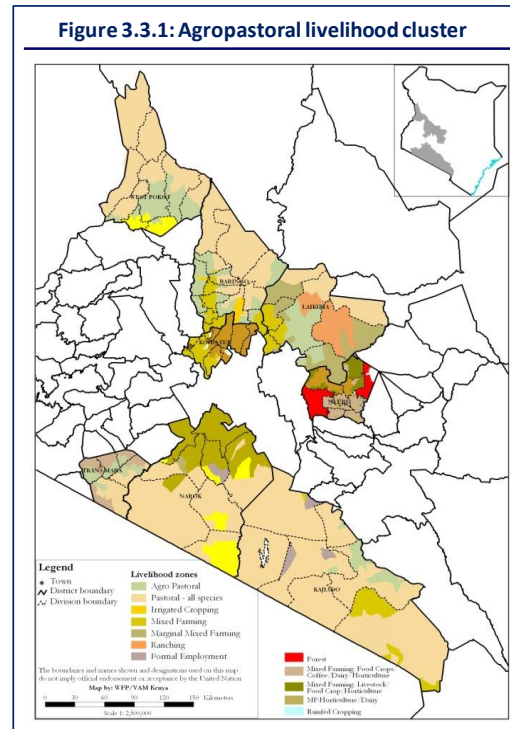 Figure 3.3.1: Agropastoral livelihood cluster
WEST POKOT
BARINGO
LAIKIPIA
KOIBATEK
NYERI
TRANS MARA
NAROK
KAJIADO
Legend
Town
District boundary
Division boundary
Livelihood zones
Agro Pastoral
Pastoral - all species
Irrigated Cropping
Mixed Farming
Marginal Mixed Farming
Ranching
Formal Employment
Forest
Mixed Farming: Food Crops
Coffee/Dairy/Horticulture
Mixed Farming: Livestock/
Food Crop/Horticulture
MF:Horticulture/Dairy
Rainfed Cropping
The boundaries and names shown and designations used on this map
do not imply official endorsement or acceptance by the United Nation
Map by: WFP/VAM Kenya
30 0 30 60 90 120 150 Kilometers
Scale 1: 2,500,000